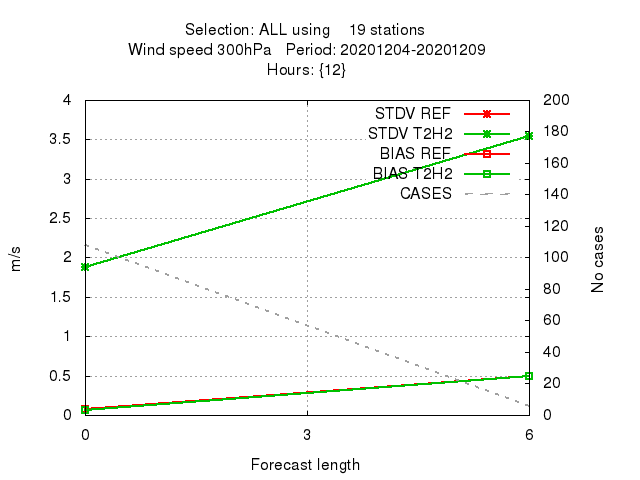 Selection: ALL using    19 stations
Wind speed 300hPa   Period: 20201204-20201209
Hours: {12}
4
3.5
3
2.5
2
1.5
1
0.5
0
200
180
160
140
120
100
80
60
40
20
0
STDV REF
STDV T2H2
BIAS REF
BIAS T2H2
CASES
m/s
No cases
0
3
6
Forecast length